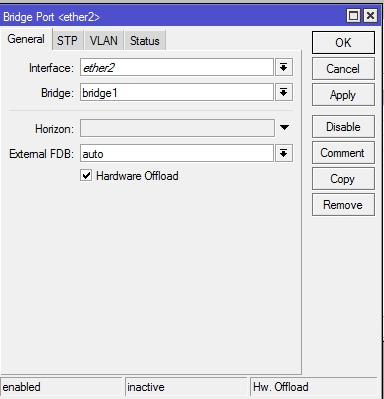 Bridge Port <ether2>
General STP VLAN Status
Interface: ether2
Bridge: bridge1
Horizon:
External FDB: auto
Hardware Offload
OK
Cancel
Apply
Disable
Comment
Copy
Remove
enabled inactive Hw. Offload